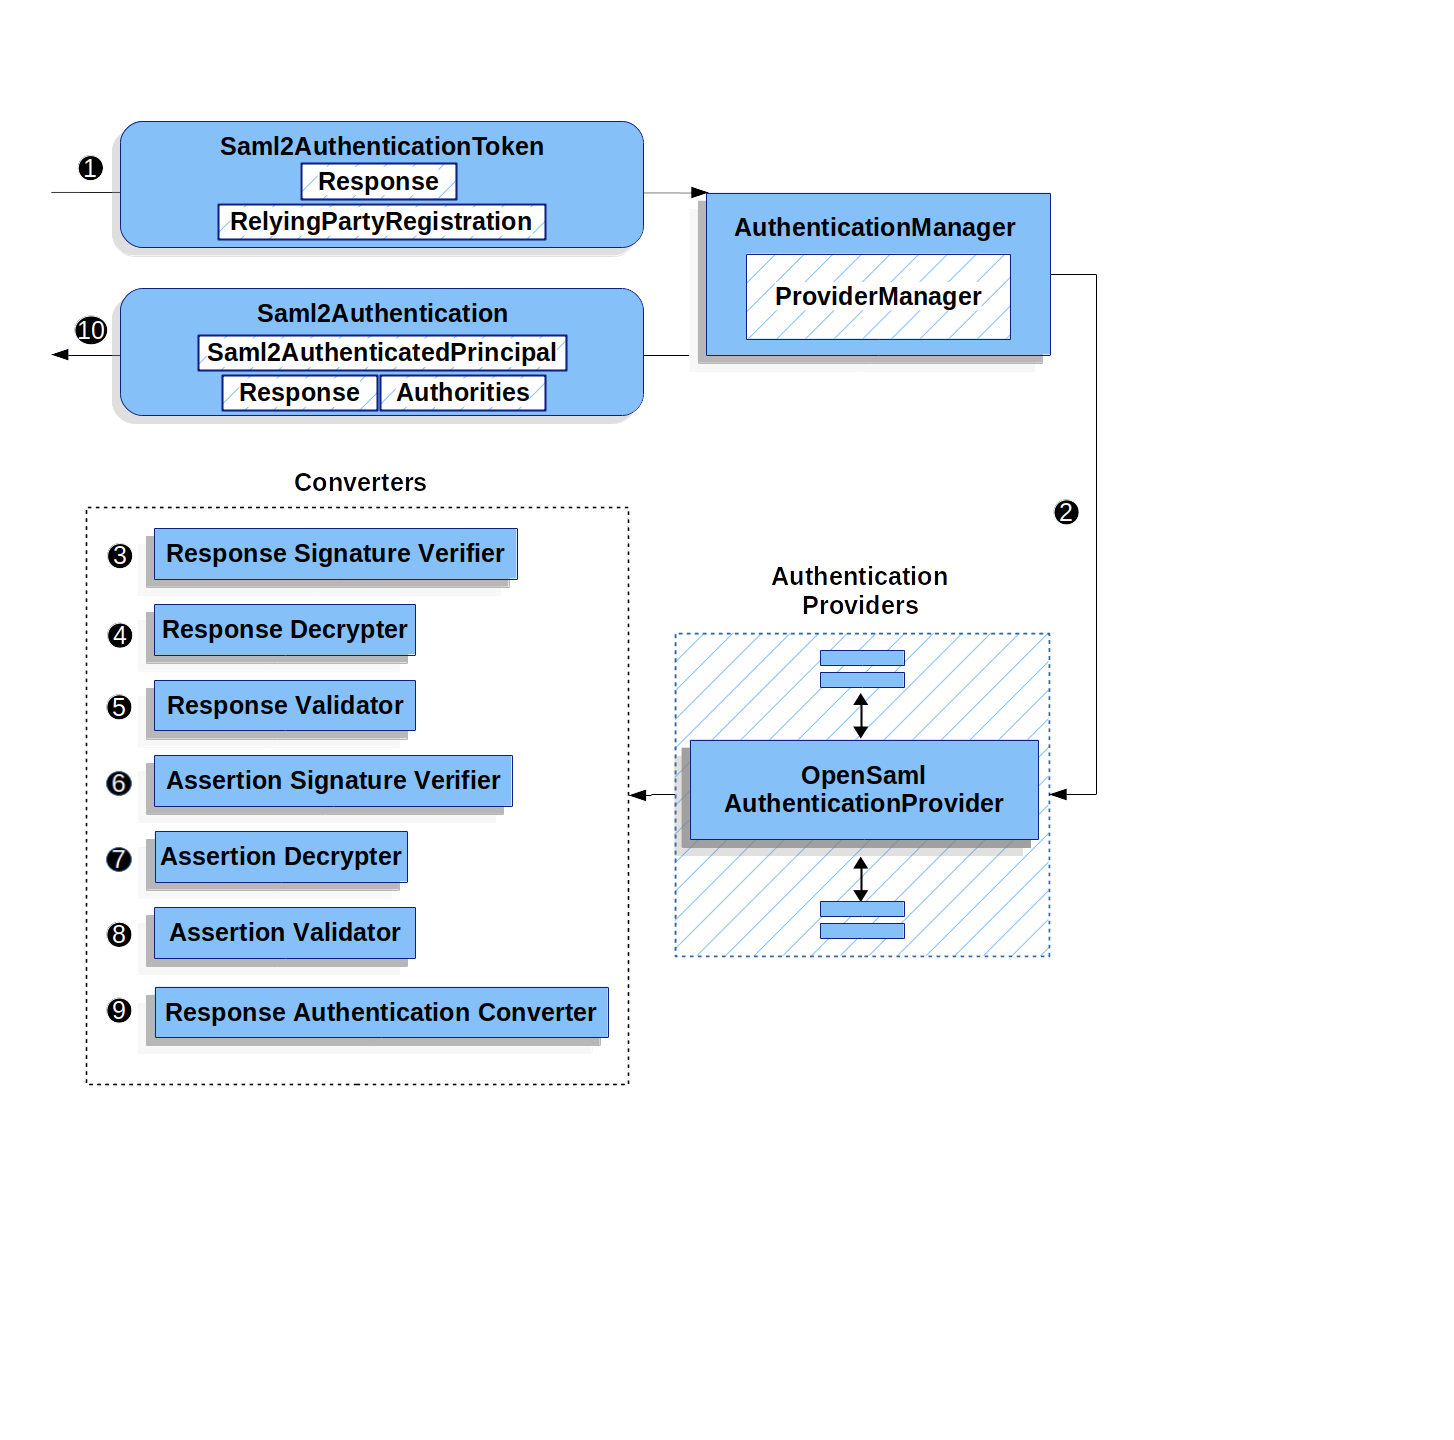 1
Saml2AuthenticationToken
Response
RelyingPartyRegistration
AuthenticationManager
ProviderManager
10
Saml2Authentication
Saml2AuthenticatedPrincipal
Response Authorities
2
Converters
3 Response Signature Verifier
4 Response Decrypter
5 Response Validator
6 Assertion Signature Verifier
7 Assertion Decrypter
8 Assertion Validator
9 Response Authentication Converter
Authentication
Providers
OpenSaml
AuthenticationProvider